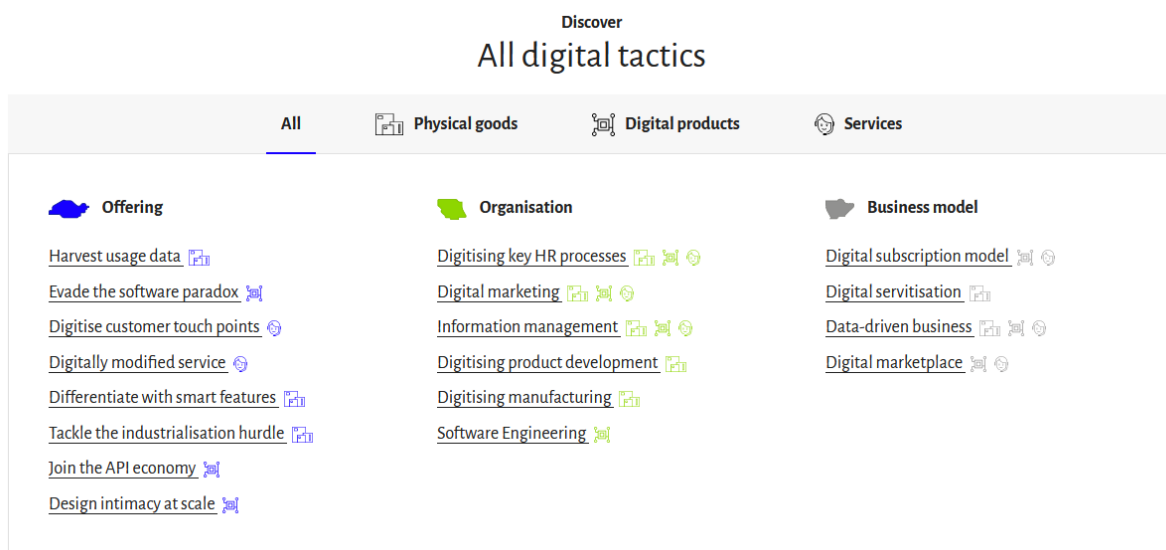 Discover
All digital tactics
All
Physical goods
Digital products
Services
Offering
Harvest usage data
Evade the software paradox
Digitise customer touch points
Digitally modified service
Differentiate with smart features
Tackle the industrialisation hurdle
Join the API economy
Design intimacy at scale
Organisation
Digitising key HR processes
Digital marketing
Information management
Digitising product development
Digitising manufacturing
Software Engineering
Business model
Digital subscription model
Digital servitisation
Data-driven business
Digital marketplace